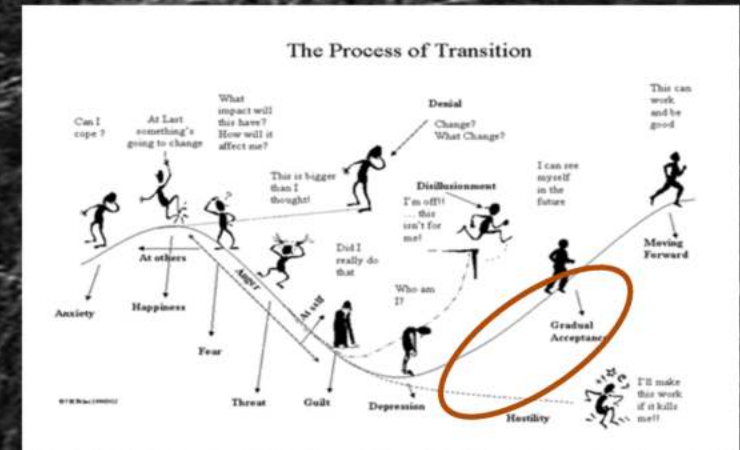 The Process of Transition
This can
work
and be
good
What
impact will
this have?
How will it
affect me?
Denial
Can I
cope ?
At Last
something's
going to change
Change?
What Change?
I can see
myself
in the
future
This is bigger
than I
thought!
Disillusionment
I'm off!!
... this
isn't for
me!
Did I
really do
that
Moving
Forward
At others
Anger
Who am
I?
At self
Anxiety
Happiness
Gradual
Acceptance
Fear
I'll make
this work
if it kills
me!!
Threat
Guilt
Depression
Hostility